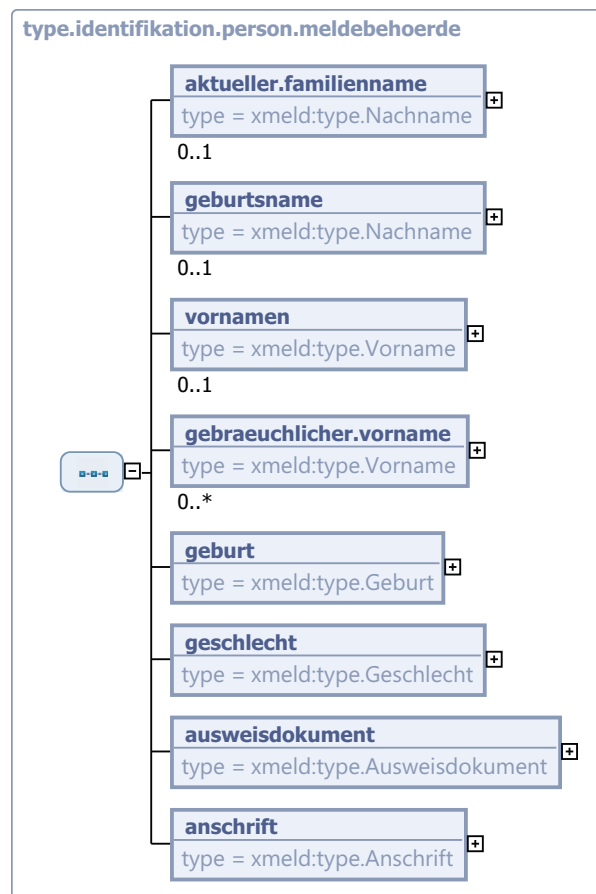 type.identifikation.person.meldebehoerde
aktueller.familienname
type = xmeld:type.Nachname
0..1
geburtsname
type = xmeld:type.Nachname
0..1
vornamen
type = xmeld:type.Vorname
0..1
gebraeuchlicher.vorname
type = xmeld:type.Vorname
0..*
geburt
type = xmeld:type.Geburt
geschlecht
type = xmeld:type.Geschlecht
ausweisdokument
type = xmeld:type.Ausweisdokument
anschrift
type = xmeld:type.Anschrift